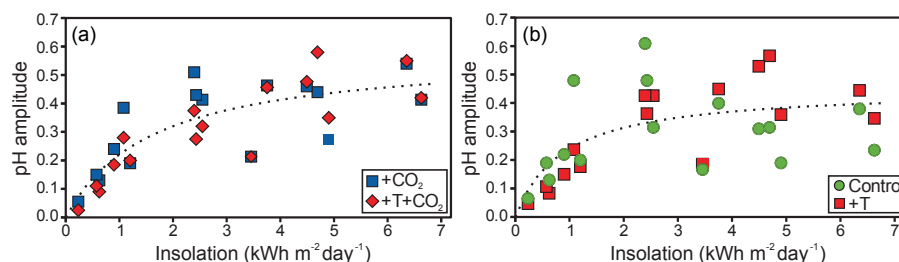 (a)
pH amplitude
0.7
0.6
0.5
0.4
0.3
0.2
0.1
0.0
0 1 2 3 4 5 6 7
Insolation (kWh m⁻² day⁻¹)
+CO₂
+T+CO₂
(b)
pH amplitude
0.7
0.6
0.5
0.4
0.3
0.2
0.1
0.0
0 1 2 3 4 5 6 7
Insolation (kWh m⁻² day⁻¹)
Control
+T